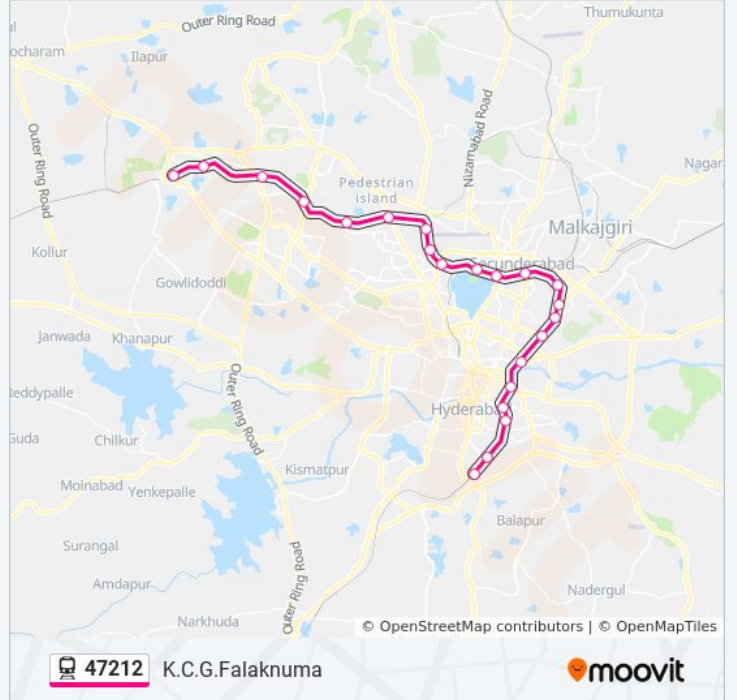 Thumukunta
Outer Ring Road
ocharam
Ilapur
Nizamabad Road
Outer Ring Road
Nagar
Pedestrian
island
Malkajgiri
Kollur
Secunderabad
Gowlidoddi
Janwada
Khanapur
Outer Ring Road
Hyderabad
Chilkur
Kismatpur
Moinabad
Yenkepalle
Balapur
Surangal
Outer Ring Road
Amdapur
Nadergul
Narkhuda
© OpenStreetMap contributors | © OpenMapTiles
47212 K.C.G.Falaknuma
moovit